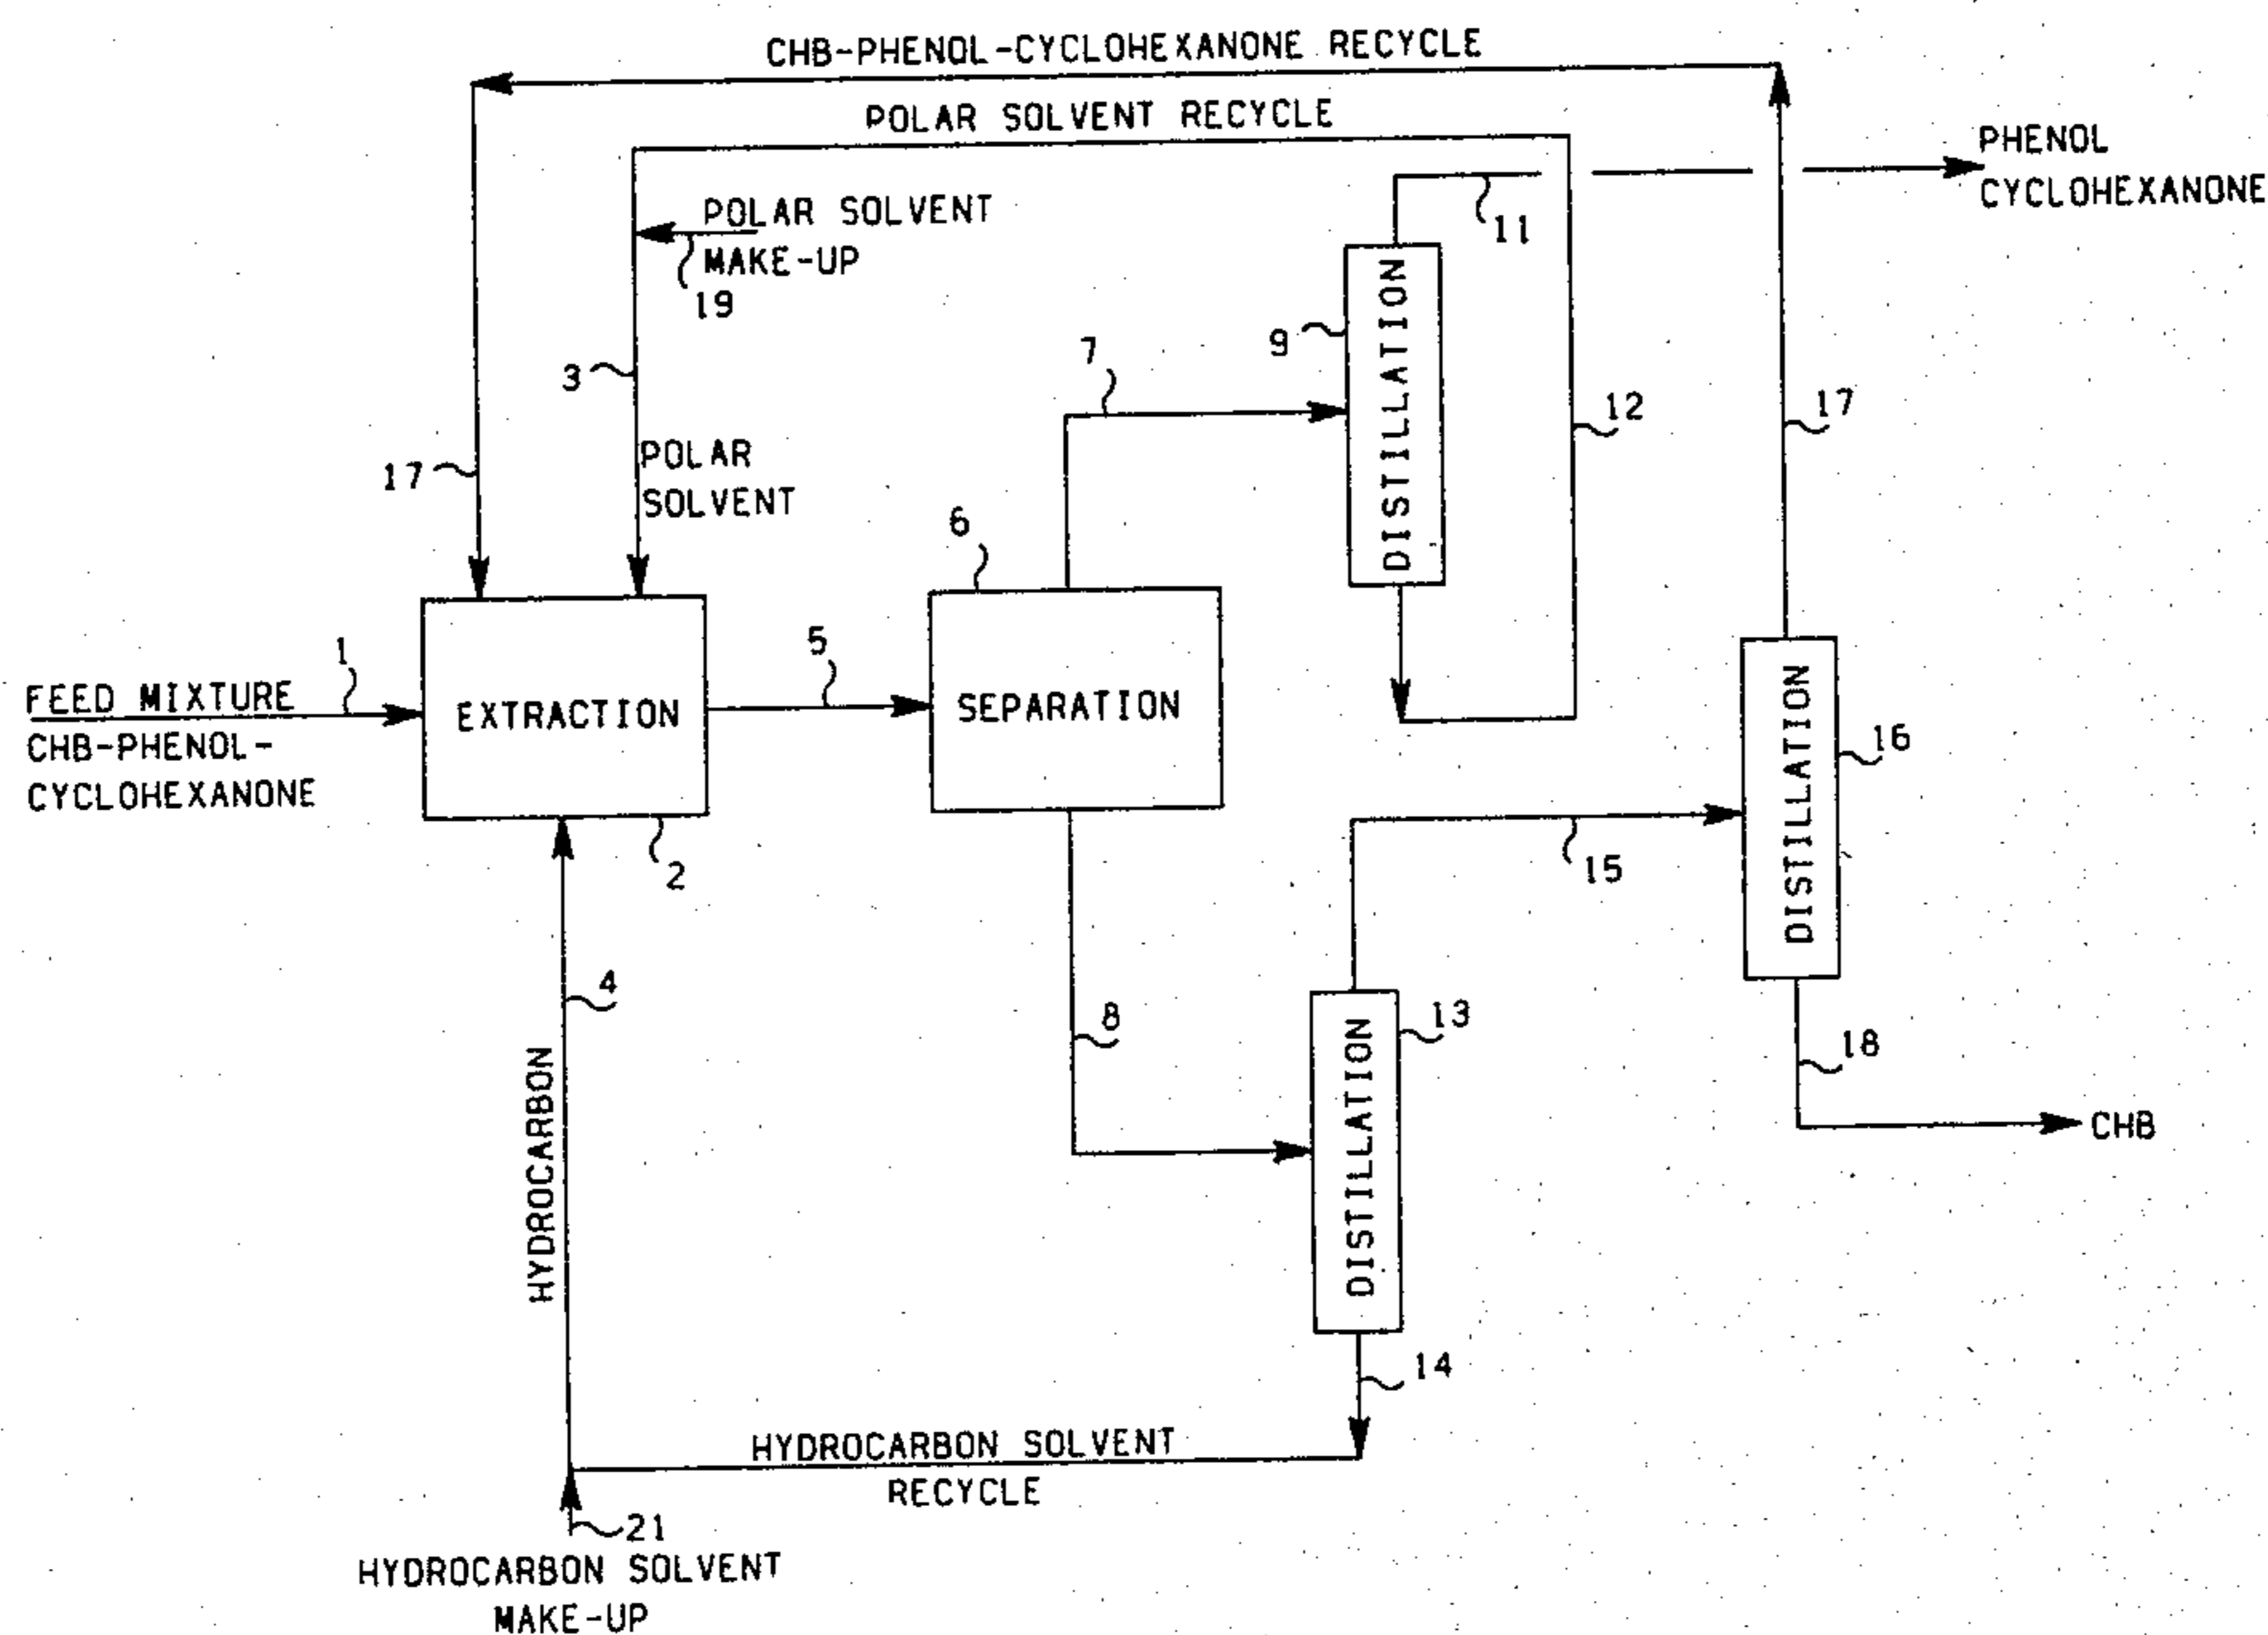 CHB-PHENOL-CYCLOHEXANONE RECYCLE
POLAR SOLVENT RECYCLE
PHENOL
CYCLOHEXANONE
11
POLAR SOLVENT
MAKE-UP
19
9
DISTILLATION
7
3
12
17
17
POLAR
SOLVENT
6
1
5
FEED MIXTURE
CHB-PHENOL-
CYCLOHEXANONE
EXTRACTION
SEPARATION
DISTILLATION
16
2
15
4
8
13
DISTILLATION
18
CHB
HYDROCARBON
14
HYDROCARBON SOLVENT
RECYCLE
21
HYDROCARBON SOLVENT
MAKE-UP